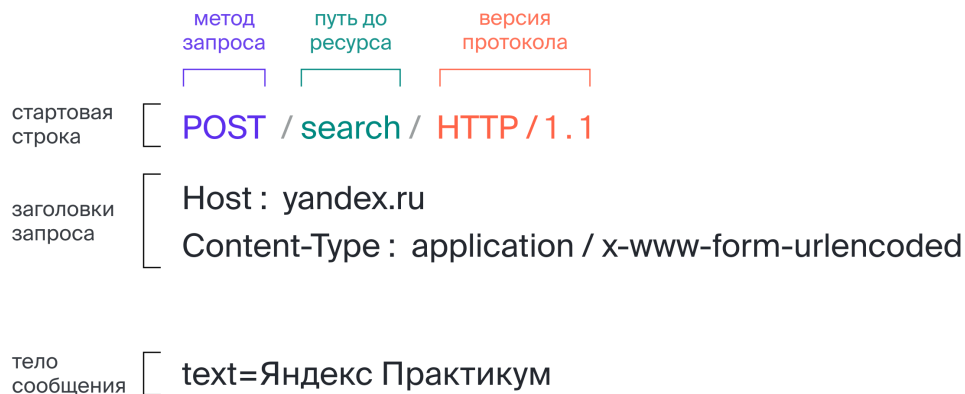 метод
запроса
путь до
ресурса
версия
протокола
стартовая
строка
POST / search / HTTP / 1 . 1
заголовки
запроса
Host : yandex.ru
Content-Type : application / x-www-form-urlencoded
тело
сообщения
text=Яндекс Практикум